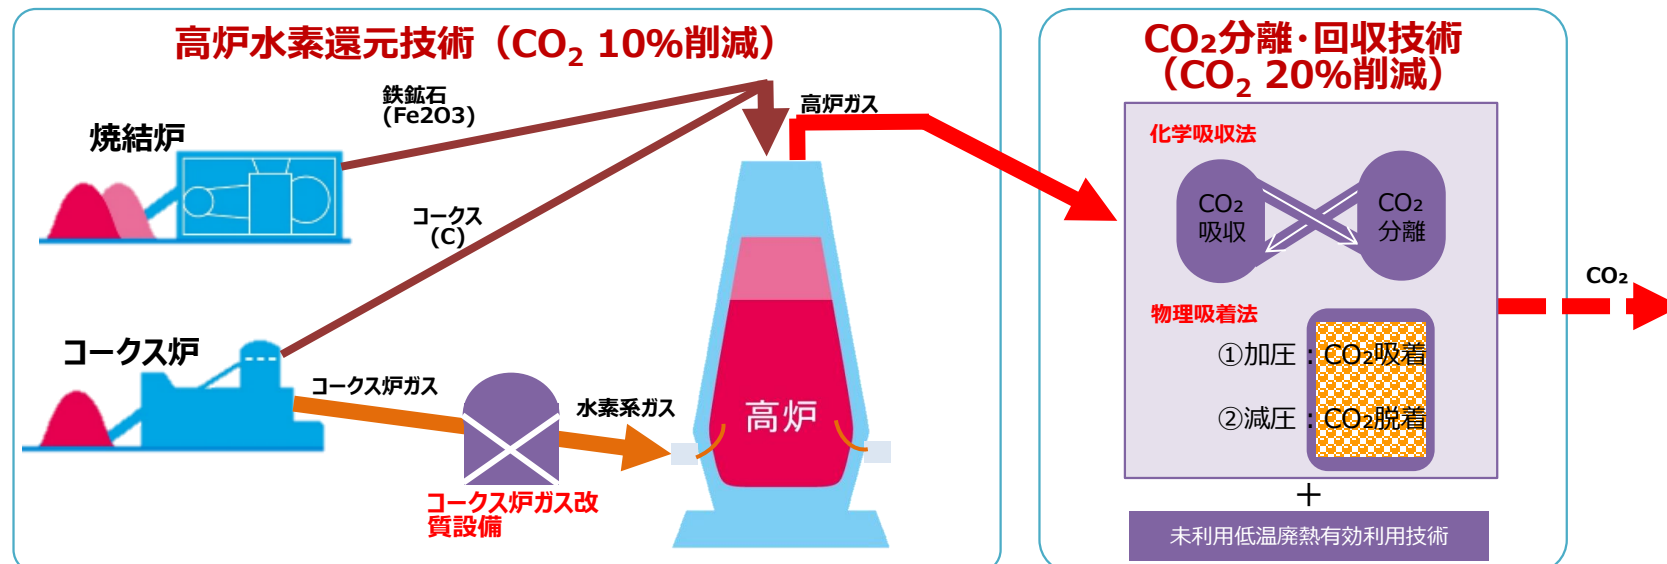 高炉水素還元技術（CO₂ 10%削減）
鉄鉱石
(Fe2O3)
焼結炉
コークス
(C)
コークス炉
コークス炉ガス
水素系ガス
コークス炉ガス改
質設備
高炉
高炉ガス
CO₂分離・回収技術
（CO₂ 20%削減）
化学吸収法
CO₂
吸収
CO₂
分離
物理吸着法
①加圧：CO₂吸着
②減圧：CO₂脱着
＋
未利用低温廃熱有効利用技術
CO₂